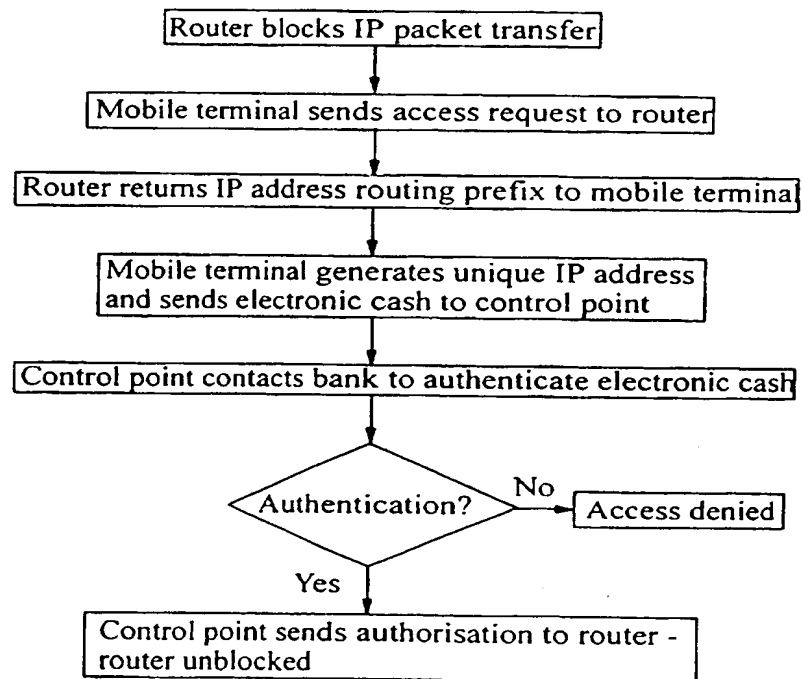 Router blocks IP packet transfer
Mobile terminal sends access request to router
Router returns IP address routing prefix to mobile terminal
Mobile terminal generates unique IP address
and sends electronic cash to control point
Control point contacts bank to authenticate electronic cash
Authentication?
No
Access denied
Yes
Control point sends authorisation to router -
router unblocked